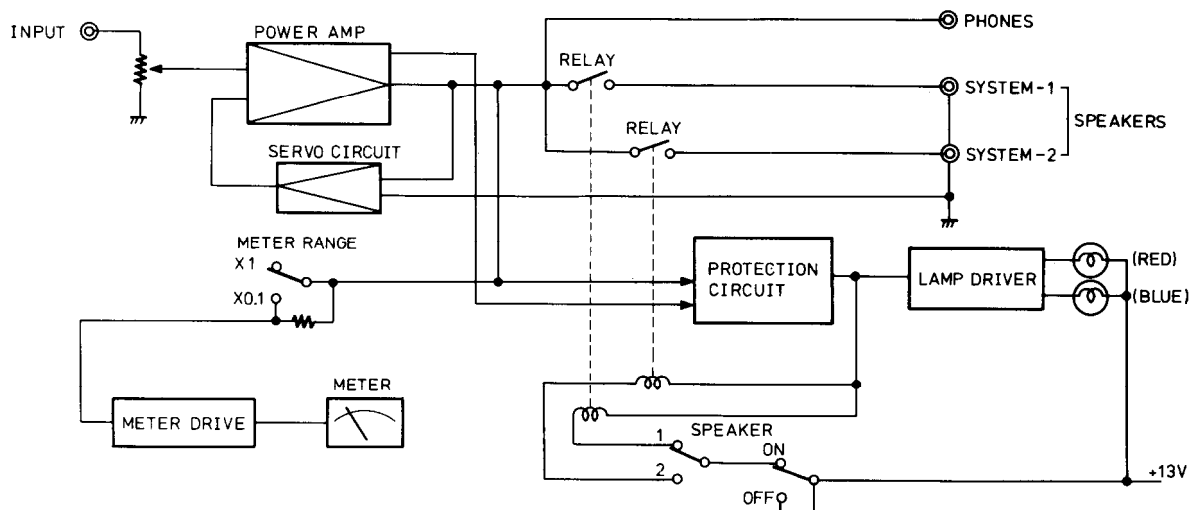 INPUT
POWER AMP
PHONES
RELAY
SYSTEM-1
SPEAKERS
RELAY
SYSTEM-2
SERVO CIRCUIT
METER RANGE
X1
X0.1
PROTECTION
CIRCUIT
LAMP DRIVER
(RED)
(BLUE)
METER DRIVE
METER
SPEAKER
1
2
ON
OFF
+13V